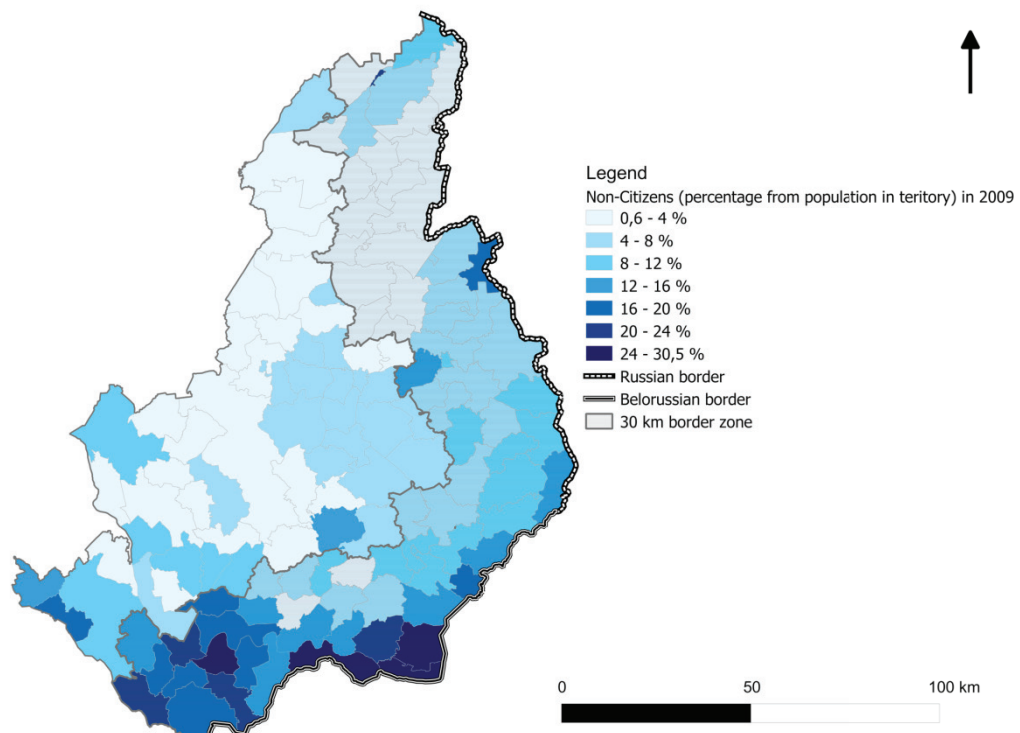 Legend
Non-Citizens (percentage from population in teritory) in 2009
0,6 - 4 %
4 - 8 %
8 - 12 %
12 - 16 %
16 - 20 %
20 - 24 %
24 - 30,5 %
Russian border
Belorussian border
30 km border zone
0 50 100 km